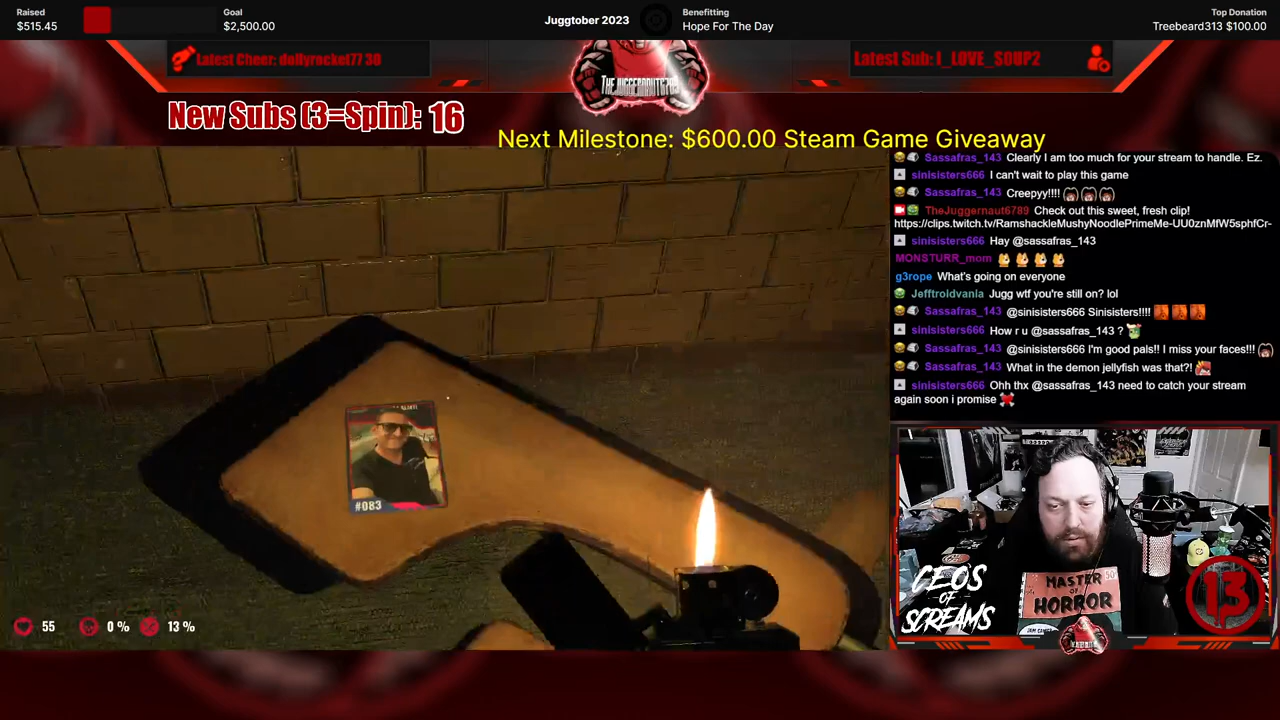 Raised
$515.45
Goal
$2,500.00
Juggtober 2023
Benefitting
Hope For The Day
Top Donation
Treebeard313 $100.00
Latest Cheer: dollyrocket77 30
Latest Sub: I_LOVE_SOUP2
THEJUGGERNAUT6789
New Subs (3=Spin): 16
Next Milestone: $600.00 Steam Game Giveaway
Sassafras_143 Clearly I am too much for your stream to handle. Ez.
sinisisters666 I can't wait to play this game
Sassafras_143 Creepyy!!!!
TheJuggernaut6789 Check out this sweet, fresh clip!
https://clips.twitch.tv/RamshackleMushyNoodlePrimeMe-UU0znMfW5sphfCr-
sinisisters666 Hay @sassafras_143
MONSTURR_mom
g3rope What's going on everyone
Jefftroldvania Jugg wtf you're still on? lol
Sassafras_143 @sinisisters666 Sinisisters!!!!
sinisisters666 How r u @sassafras_143 ?
Sassafras_143 @sinisisters666 I'm good pals!! I miss your faces!!!
Sassafras_143 What in the demon jellyfish was that?!
sinisisters666 Ohh thx @sassafras_143 need to catch your stream
again soon i promise
#083
55
0 %
13 %
CEOS
OF
SCREAMS
MASTER
OF
HORROR
13